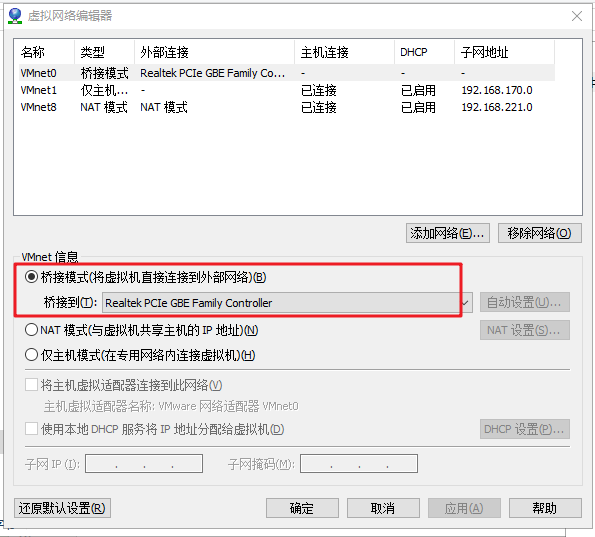 虚拟网络编辑器
名称 类型 外部连接 主机连接 DHCP 子网地址
VMnet0 桥接模式 Realtek PCIe GBE Family Co... - - -
VMnet1 仅主机... - 已连接 已启用 192.168.170.0
VMnet8 NAT 模式 NAT 模式 已连接 已启用 192.168.221.0
添加网络(E)... 移除网络(O)
VMnet 信息
桥接模式(将虚拟机直接连接到外部网络)(B)
桥接到(T): Realtek PCIe GBE Family Controller 自动设置(U)...
NAT 模式(与虚拟机共享主机的 IP 地址)(N) NAT 设置(S)...
仅主机模式(在专用网络内连接虚拟机)(H)
将主机虚拟适配器连接到此网络(V)
主机虚拟适配器名称: VMware 网络适配器 VMnet0
使用本地 DHCP 服务将 IP 地址分配给虚拟机(D) DHCP 设置(P)...
子网 IP (I): . . . 子网掩码(M): . . .
还原默认设置(R) 确定 取消 应用(A) 帮助